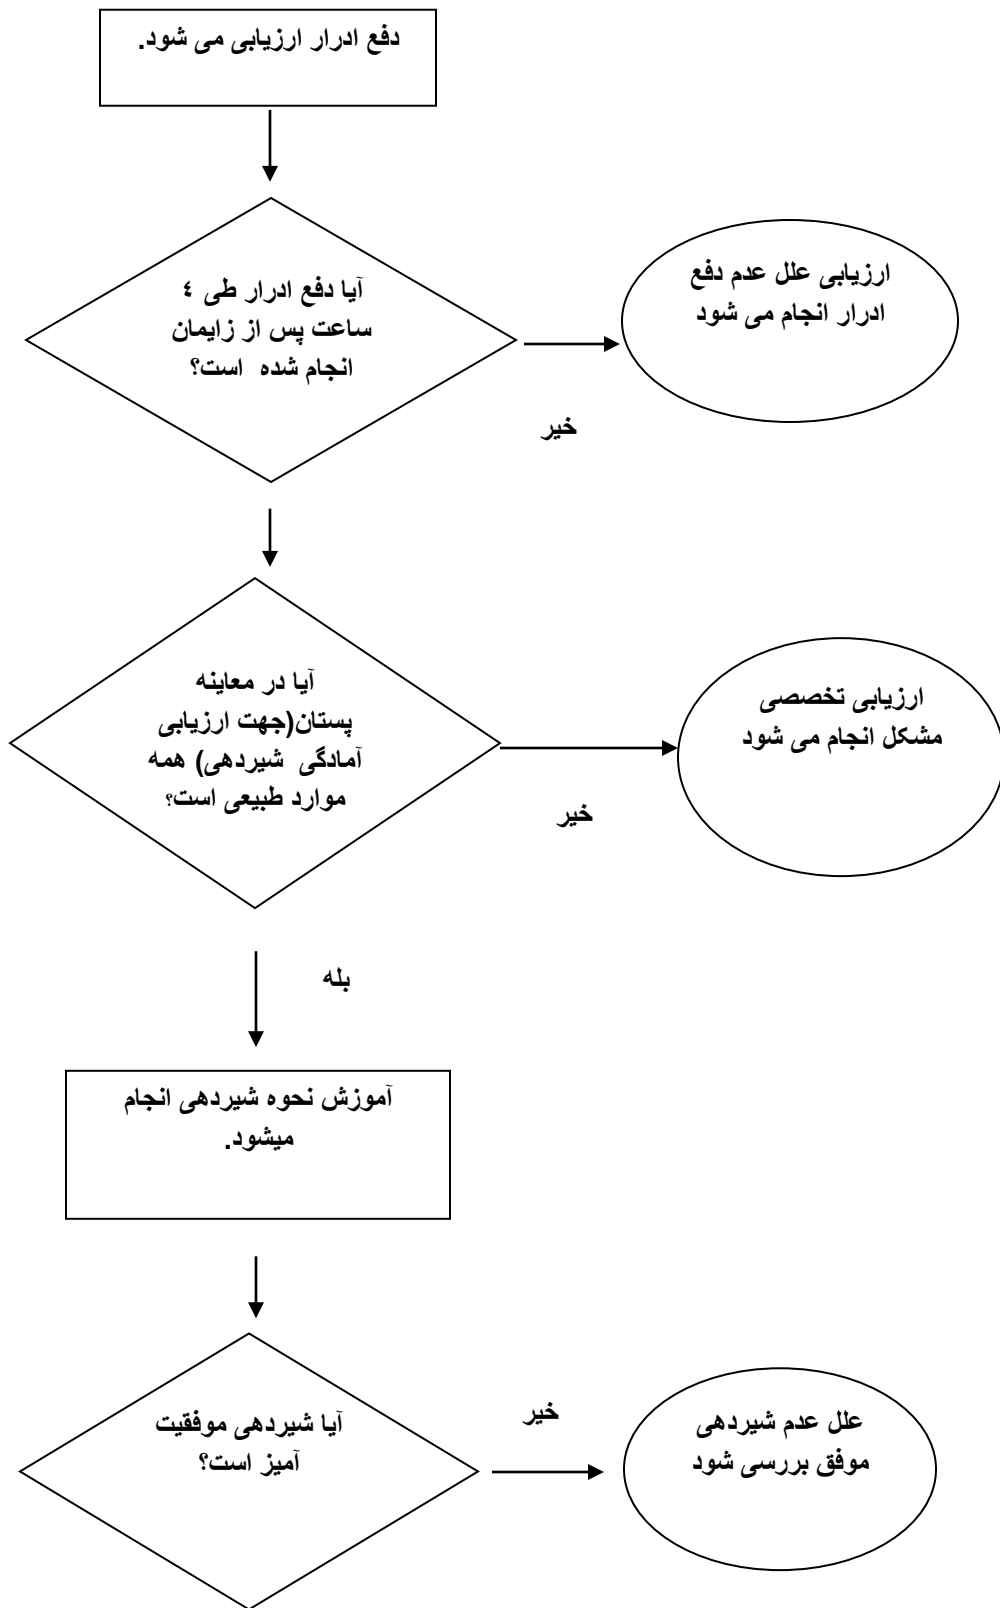 دفع ادرار ارزیابی می شود.
آیا دفع ادرار طی ٤
ساعت پس از زایمان
انجام شده است؟
ارزیابی علل عدم دفع
ادرار انجام می شود
خیر
آیا در معاینه
پستان(جهت ارزیابی
آمادگی شیردهی) همه
موارد طبیعی است؟
ارزیابی تخصصی
مشکل انجام می شود
خیر
بله
آموزش نحوه شیردهی انجام
میشود.
آیا شیردهی موفقیت
آمیز است؟
خیر
علل عدم شیردهی
موفق بررسی شود